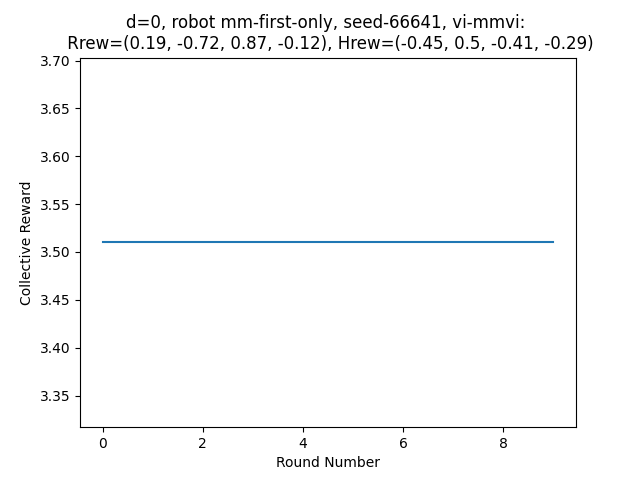 d=0, robot mm-first-only, seed-66641, vi-mmvi:
Rrew=(0.19, -0.72, 0.87, -0.12), Hrew=(-0.45, 0.5, -0.41, -0.29)
3.70
3.65
3.60
3.55
3.50
3.45
3.40
3.35
Collective Reward
0 2 4 6 8
Round Number